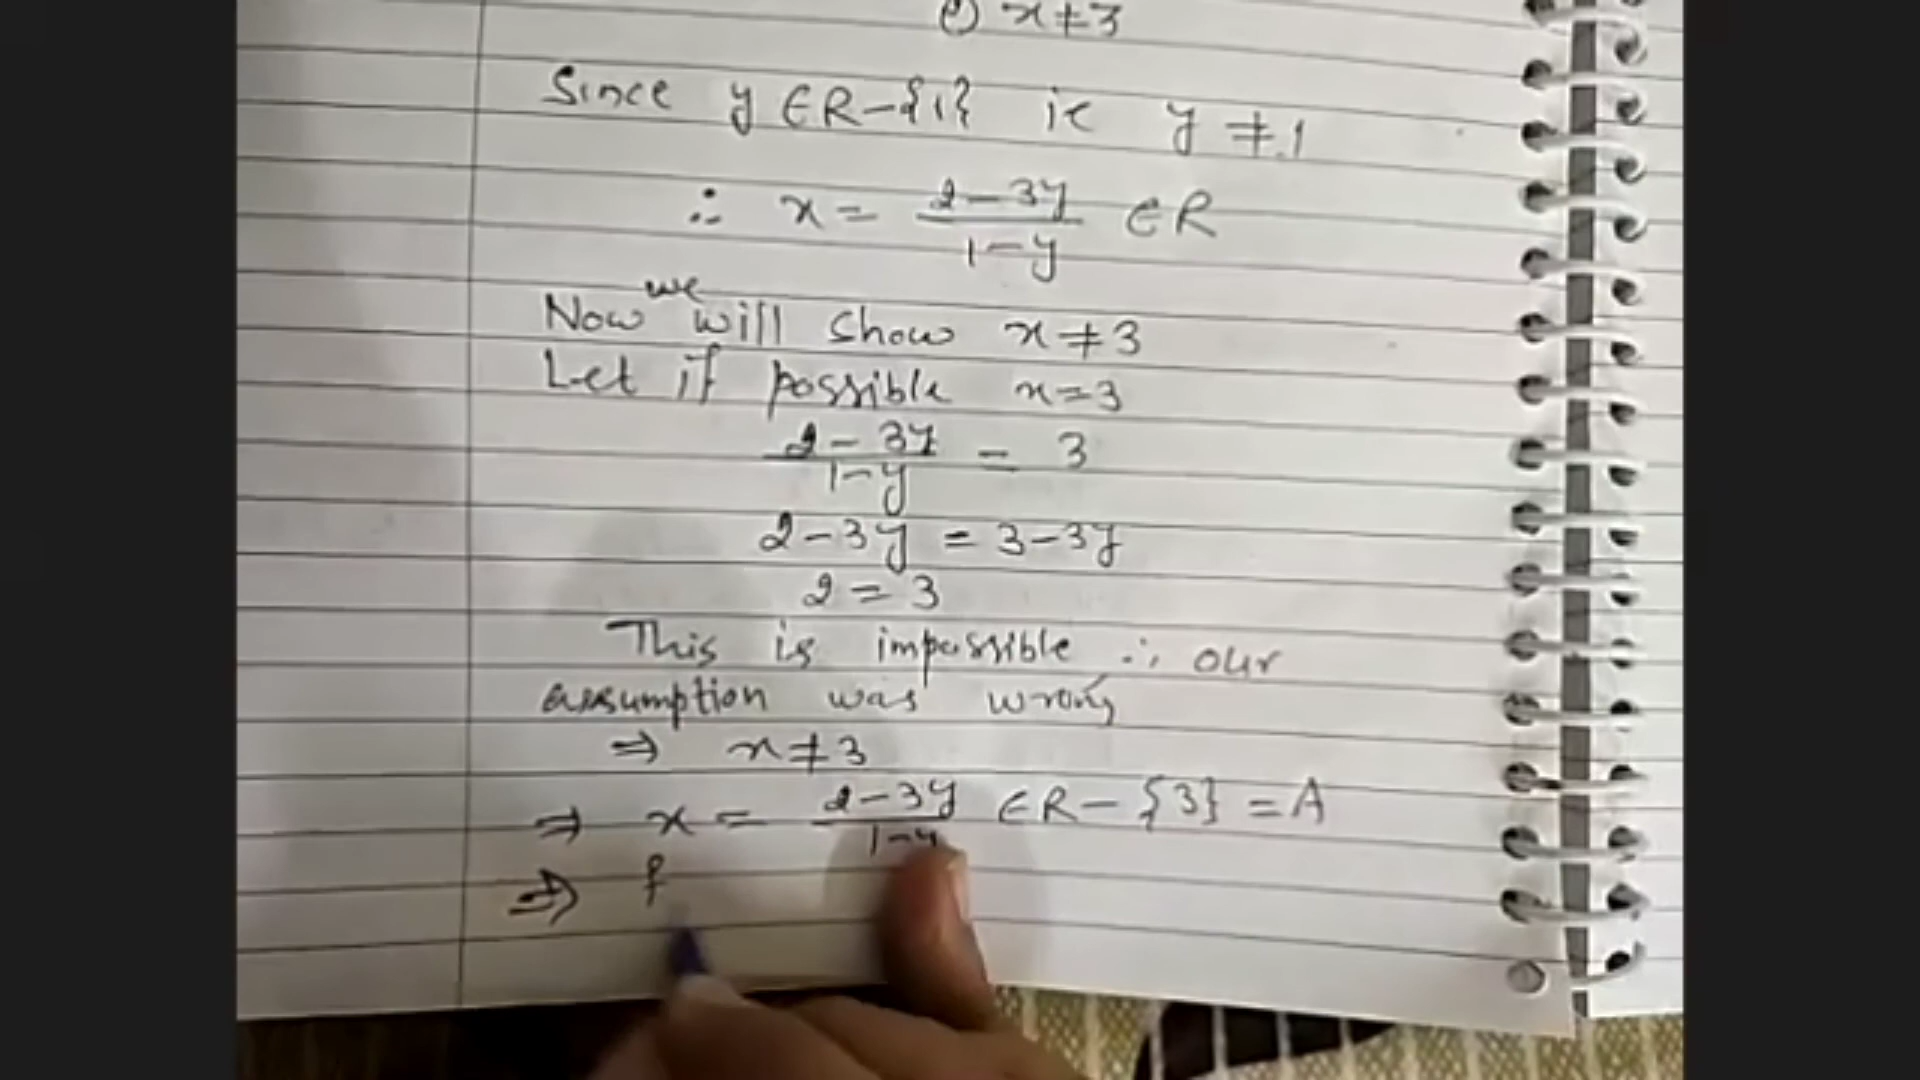 e) x ≠ 3
Since y ∈ R - {1} ie y ≠ 1
∴ x = (2 - 3y)/(1 - y) ∈ R
Now we will show x ≠ 3
Let if possible x = 3
(2 - 3y)/(1 - y) = 3
2 - 3y = 3 - 3y
2 = 3
This is impossible ∴ our
assumption was wrong
⇒ x ≠ 3
⇒ x = (2 - 3y)/(1 - y) ∈ R - {3} = A
⇒ f